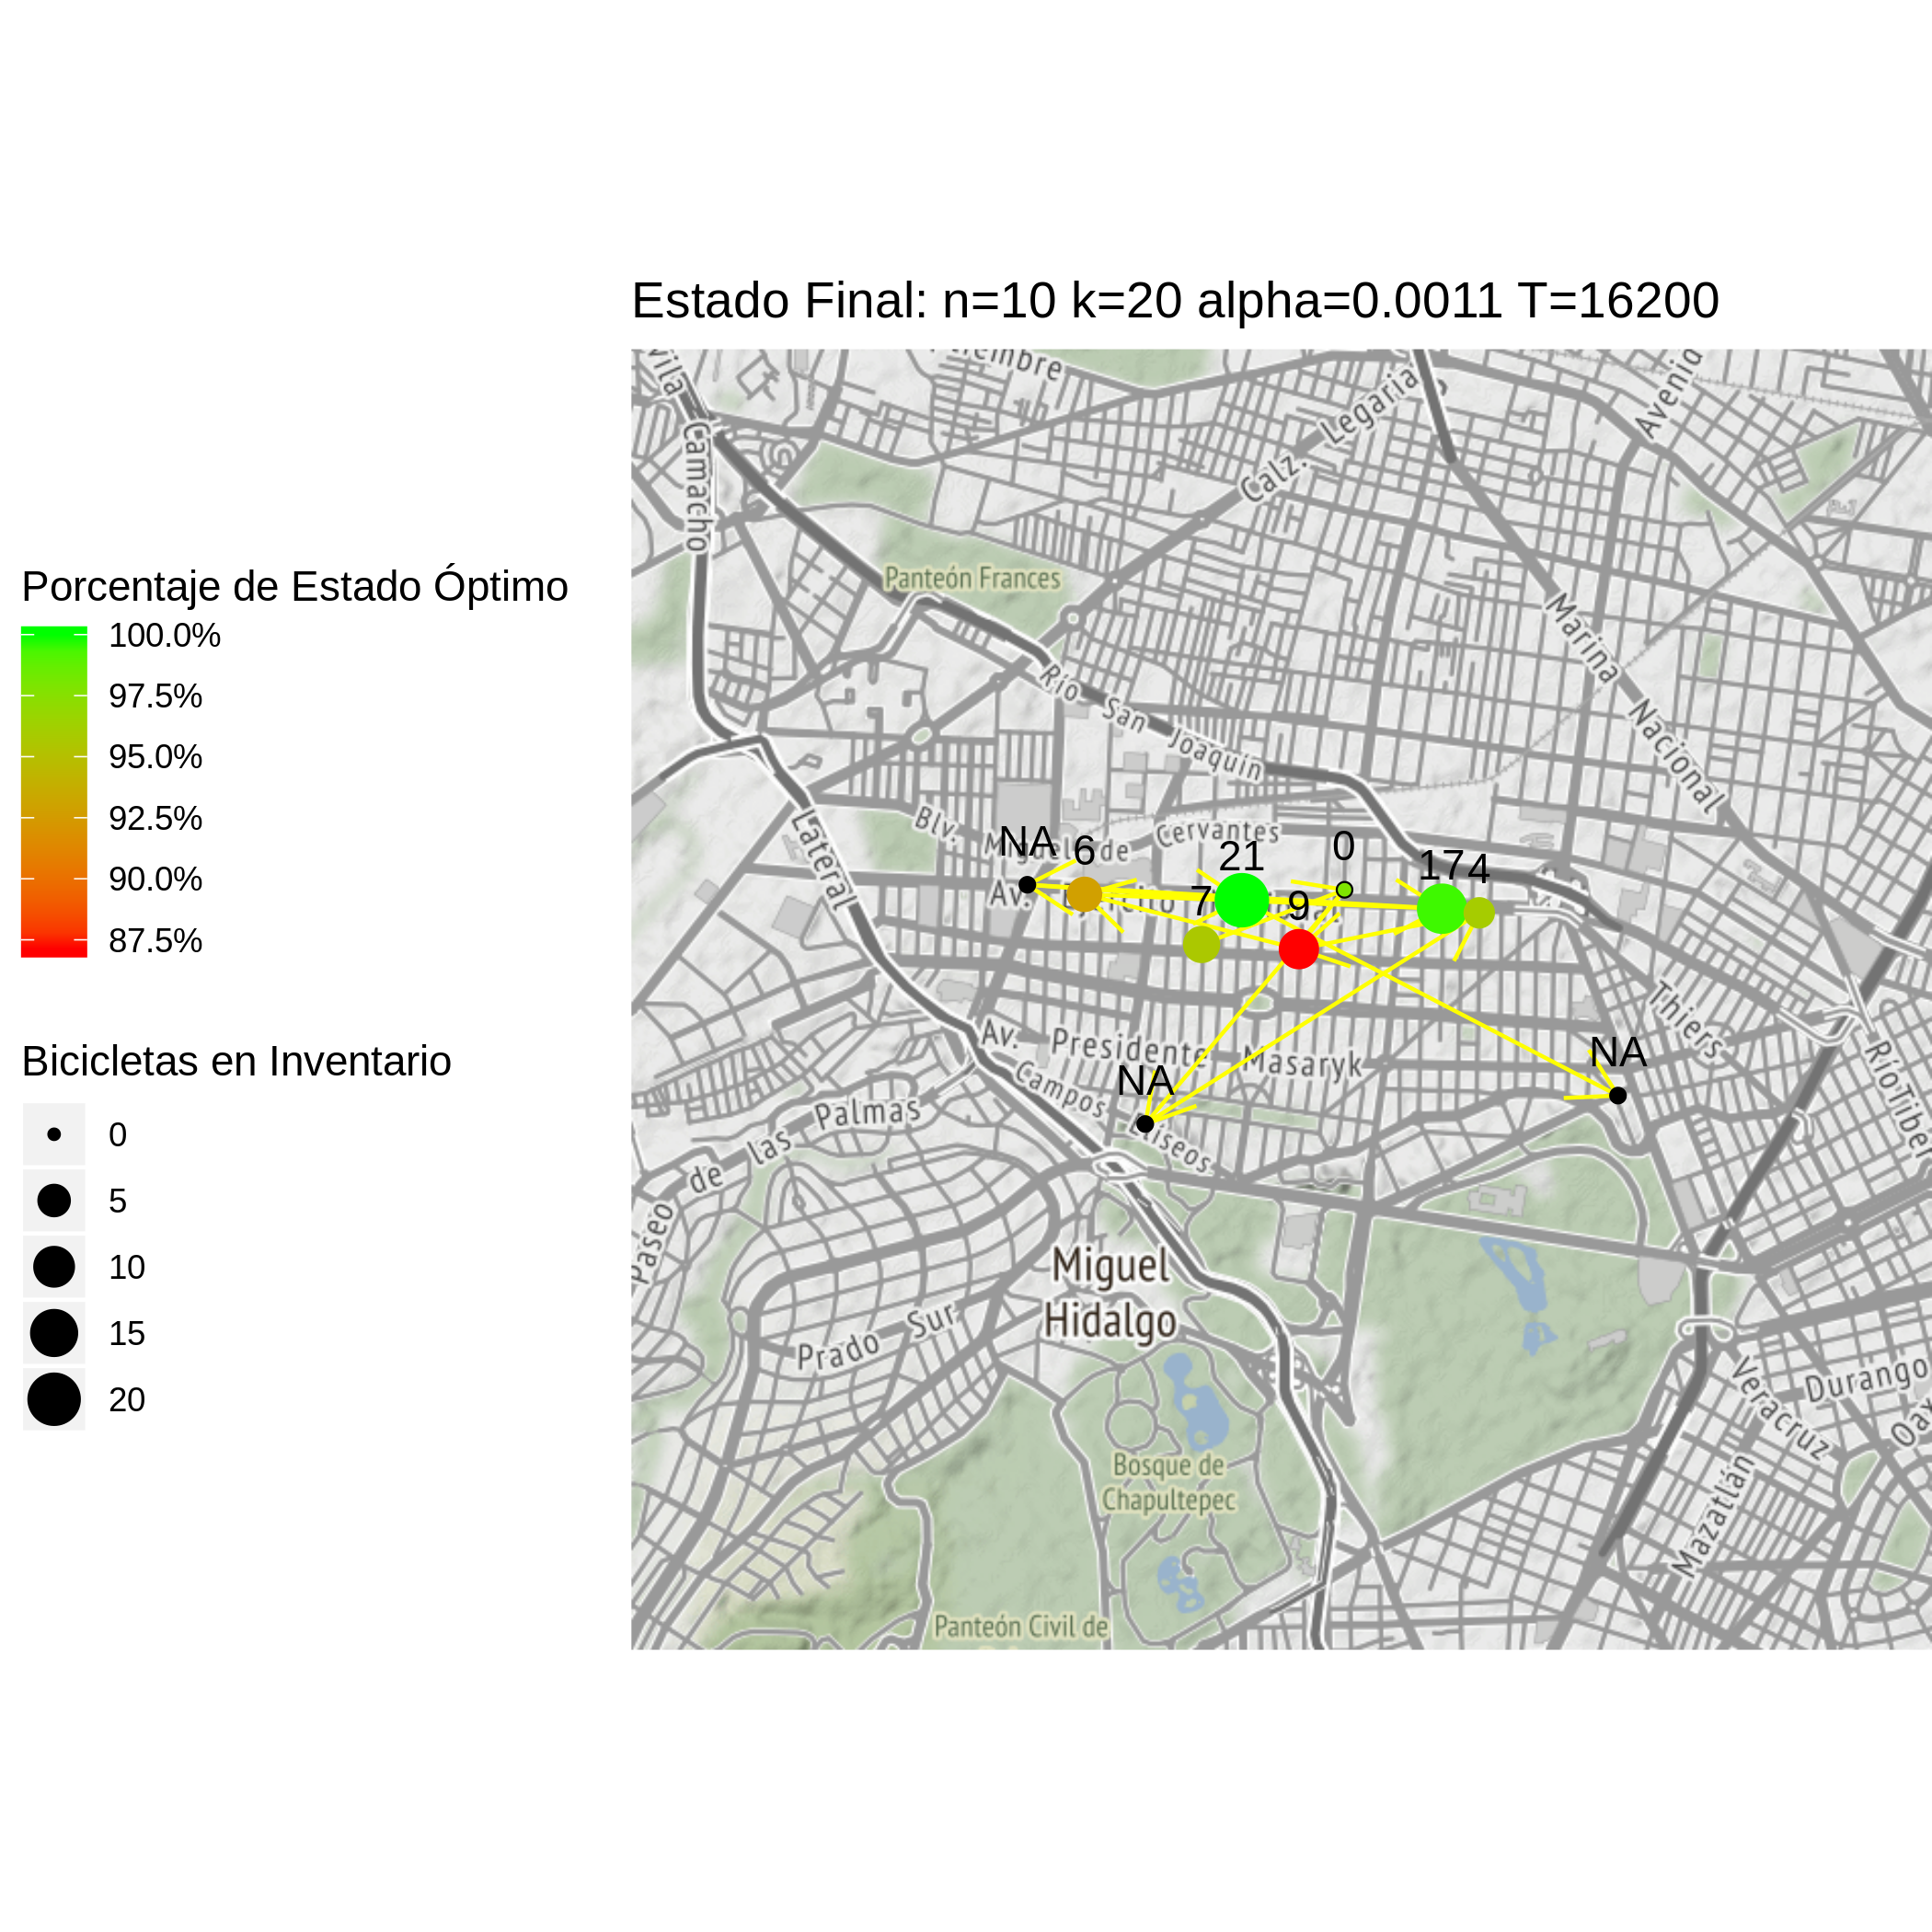 Estado Final: n=10 k=20 alpha=0.0011 T=16200
Porcentaje de Estado Óptimo
100.0%
97.5%
95.0%
92.5%
90.0%
87.5%
Bicicletas en Inventario
0
5
10
15
20
Camacho
Calz. Legaria
Avenid
Panteón Frances
Marina Nacional
Río San Joaquín
Lateral
Blv.
de Cervantes
NA
6
21
0
17
4
7
9
Av.
Thiers
Av. Presidente Masaryk
NA
NA
Campos Elíseos
Río Tiber
Paseo de las Palmas
Miguel
Hidalgo
Prado Sur
Durango
Veracruz
Mazatlán
Bosque de
Chapultepec
Panteón Civil de